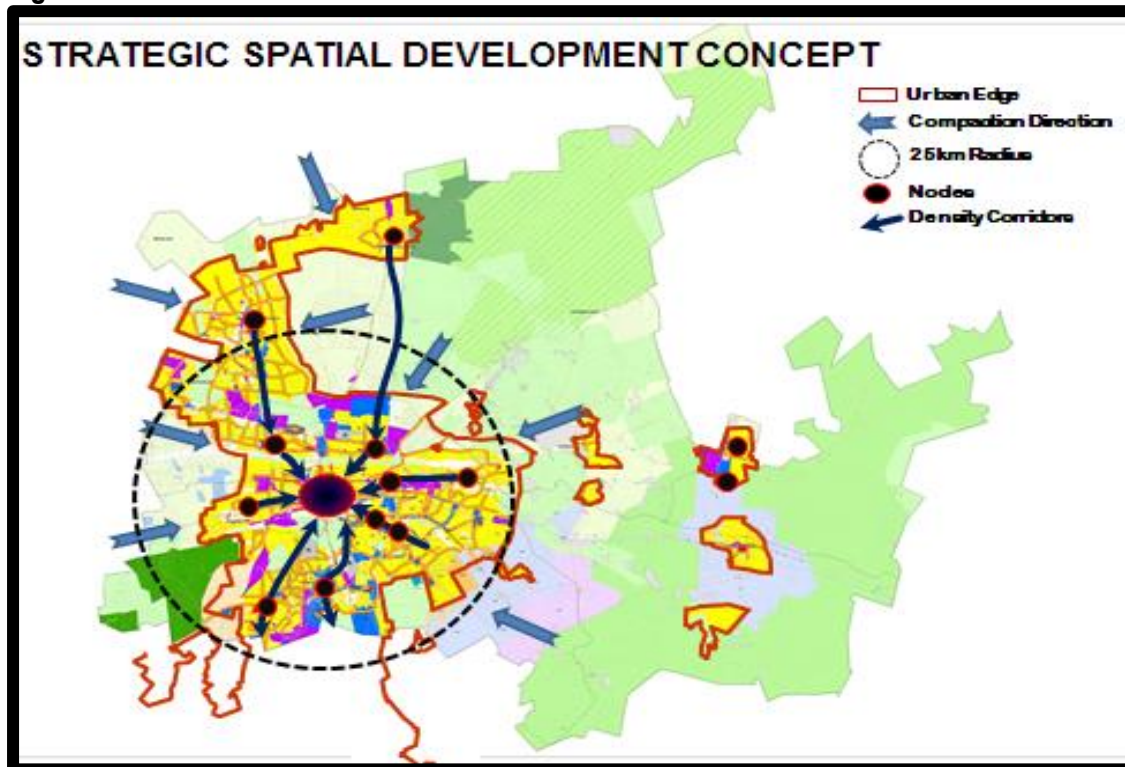 STRATEGIC SPATIAL DEVELOPMENT CONCEPT
Urban Edge
Compaction Direction
25km Radius
Nodes
Density Corridors